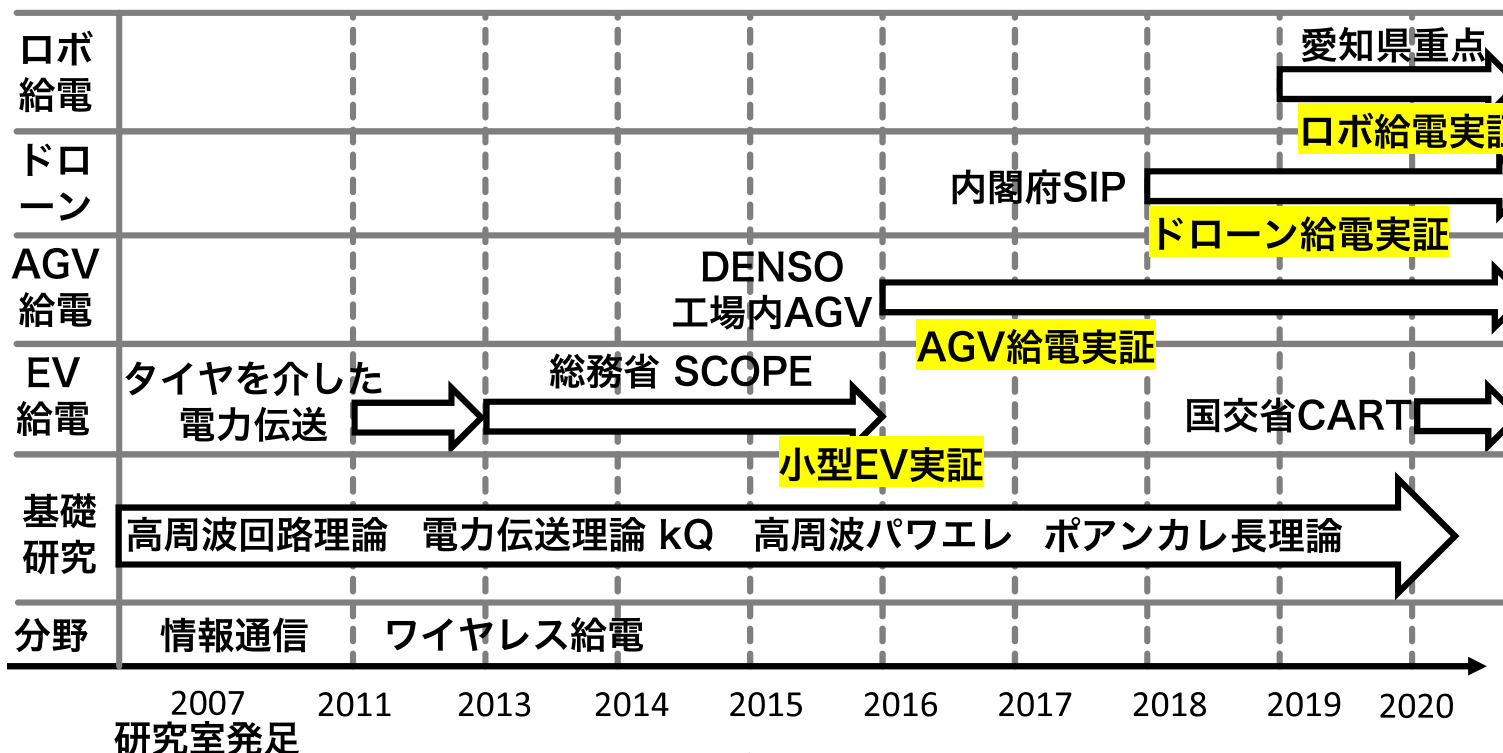 ロボ
給電
愛知県重点
ロボ給電実証
ドロ
ーン
内閣府SIP
ドローン給電実証
AGV
給電
DENSO
工場内AGV
AGV給電実証
EV
給電
タイヤを介した
電力伝送
総務省 SCOPE
小型EV実証
国交省CART
基礎
研究
高周波回路理論 電力伝送理論 kQ 高周波パワエレ ポアンカレ長理論
分野 情報通信 ワイヤレス給電
2007 2011 2013 2014 2015 2016 2017 2018 2019 2020
研究室発足